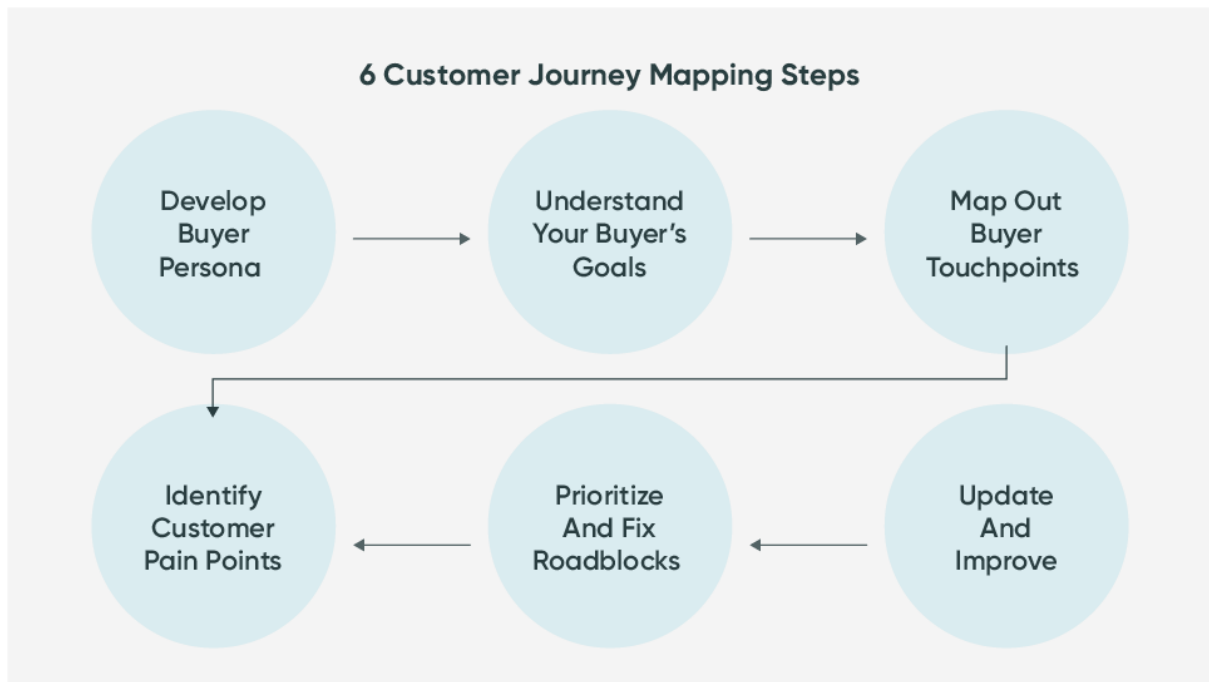 6 Customer Journey Mapping Steps
Develop
Buyer
Persona
Understand
Your Buyer’s
Goals
Map Out
Buyer
Touchpoints
Identify
Customer
Pain Points
Prioritize
And Fix
Roadblocks
Update
And
Improve